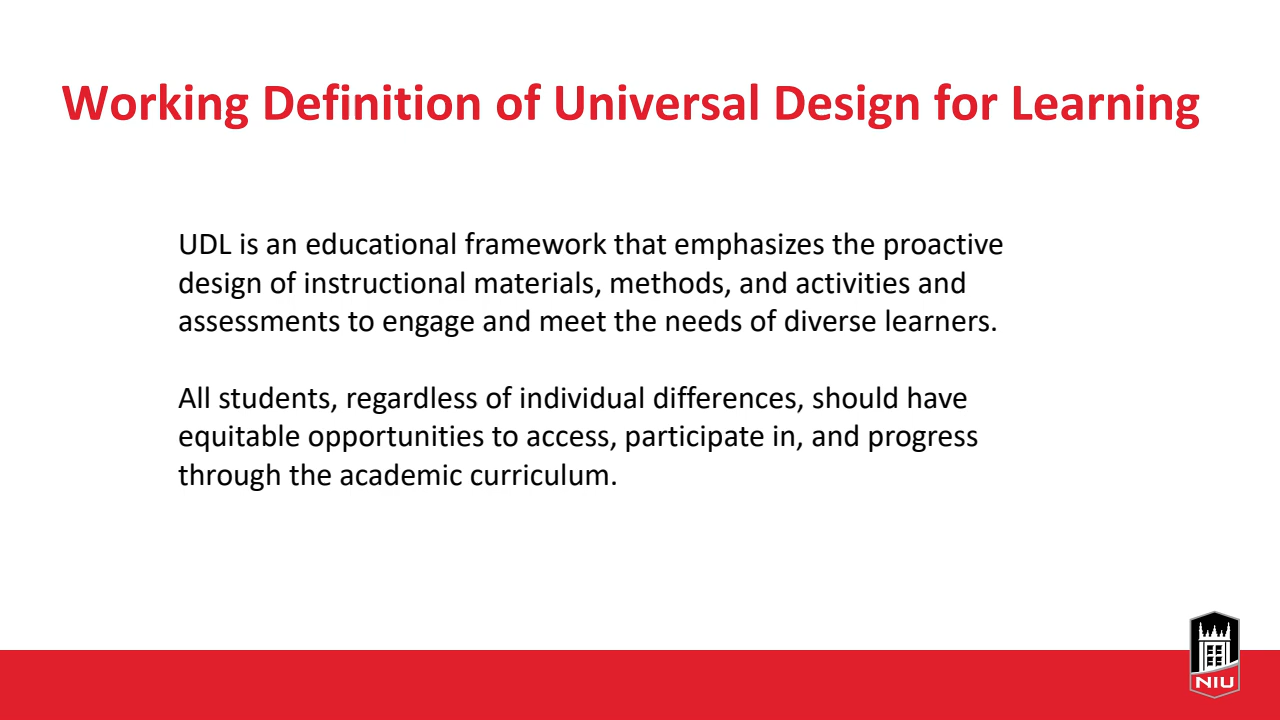 Working Definition of Universal Design for Learning
UDL is an educational framework that emphasizes the proactive
design of instructional materials, methods, and activities and
assessments to engage and meet the needs of diverse learners.
All students, regardless of individual differences, should have
equitable opportunities to access, participate in, and progress
through the academic curriculum.
NIU